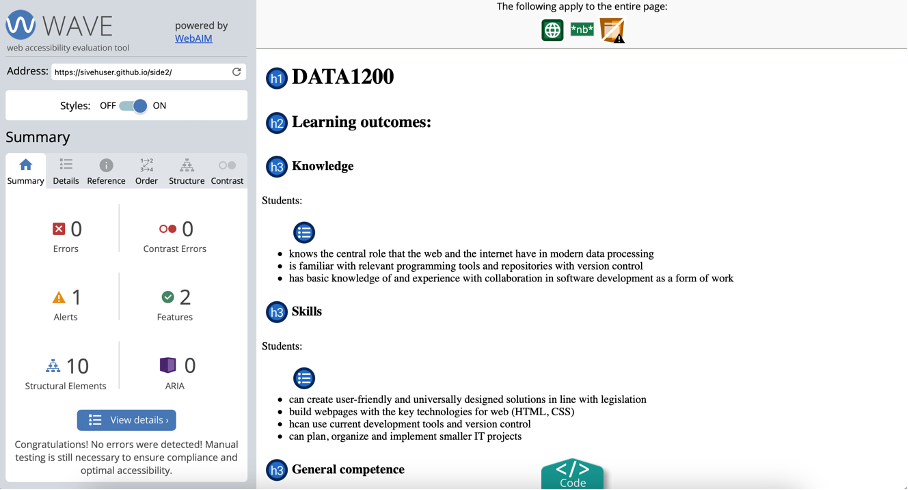 WAVE
web accessibility evaluation tool
powered by
WebAIM
Address: https://sivehuser.github.io/side2/
Styles: OFF ON
Summary
Summary Details Reference Order Structure Contrast
1→2
3→4
0 0
Errors Contrast Errors
1 2
Alerts Features
10 0
Structural Elements ARIA
View details ›
Congratulations! No errors were detected! Manual
testing is still necessary to ensure compliance and
optimal accessibility.
The following apply to the entire page:
*nb*
h1 DATA1200
h2 Learning outcomes:
h3 Knowledge
Students:
• knows the central role that the web and the internet have in modern data processing
• is familiar with relevant programming tools and repositories with version control
• has basic knowledge of and experience with collaboration in software development as a form of work
h3 Skills
Students:
• can create user-friendly and universally designed solutions in line with legislation
• build webpages with the key technologies for web (HTML, CSS)
• hcan use current development tools and version control
• can plan, organize and implement smaller IT projects
h3 General competence
</>
Code